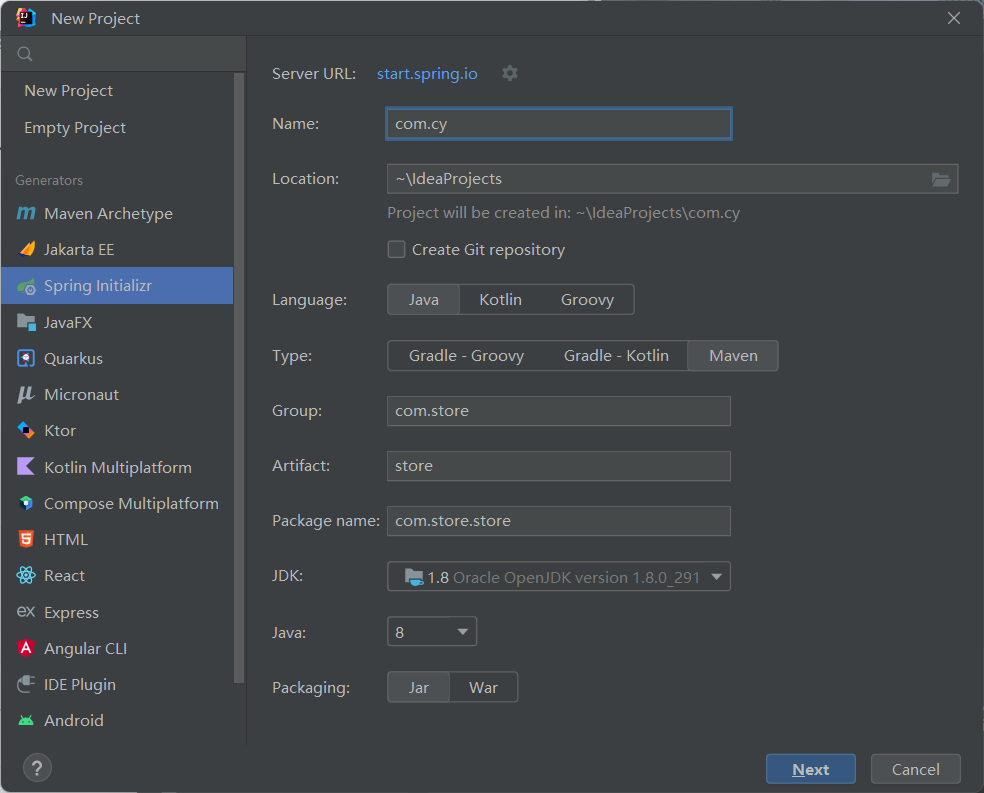 New Project
New Project
Empty Project
Generators
Maven Archetype
Jakarta EE
Spring Initializr
JavaFX
Quarkus
Micronaut
Ktor
Kotlin Multiplatform
Compose Multiplatform
HTML
React
ex Express
Angular CLI
IDE Plugin
Android
Server URL: start.spring.io
Name: com.cy
Location: ~\IdeaProjects
Project will be created in: ~\IdeaProjects\com.cy
Create Git repository
Language: Java Kotlin Groovy
Type: Gradle - Groovy Gradle - Kotlin Maven
Group: com.store
Artifact: store
Package name: com.store.store
JDK: 1.8 Oracle OpenJDK version 1.8.0_291
Java: 8
Packaging: Jar War
? Next Cancel